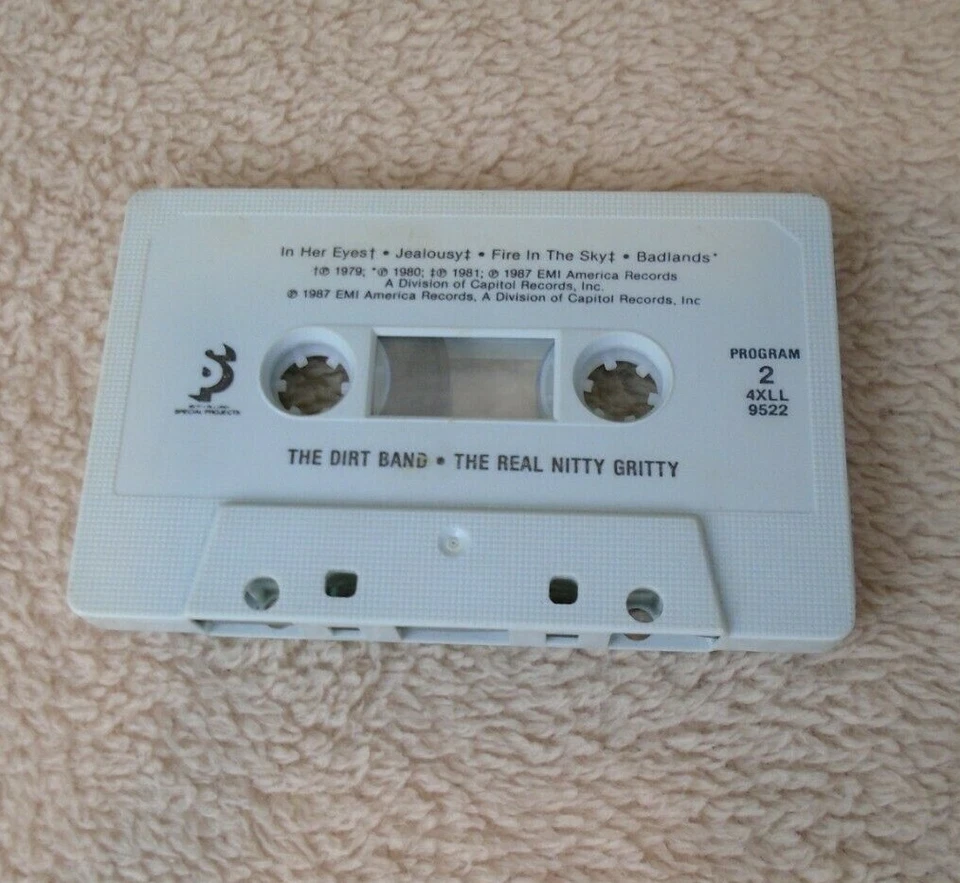 In Her Eyes† • Jealousy‡ • Fire In The Sky‡ • Badlands*
†℗ 1979; *℗ 1980; ‡℗ 1981; ℗ 1987 EMI America Records
A Division of Capitol Records, Inc.
℗ 1987 EMI America Records, A Division of Capitol Records, Inc
SPECIAL PROJECTS
PROGRAM
2
4XLL
9522
THE DIRT BAND • THE REAL NITTY GRITTY